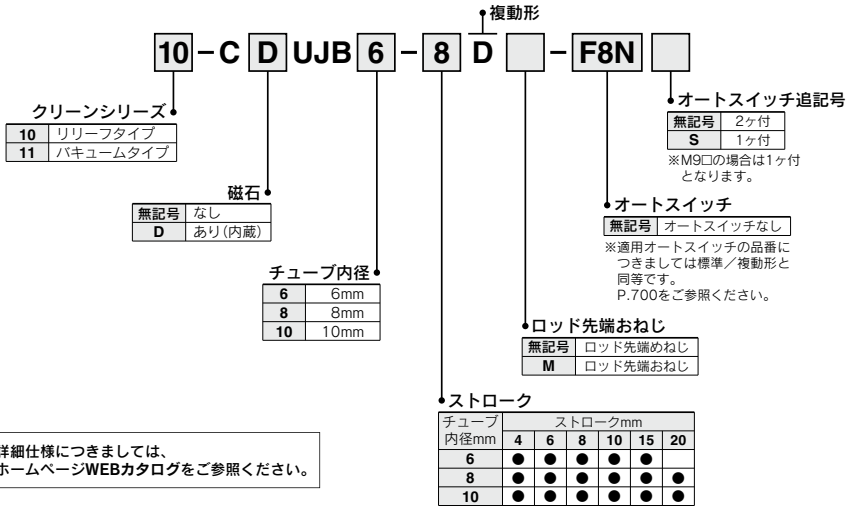 複動形
10-C D UJB 6 - 8 D □ - F8N □
クリーンシリーズ
10 リリーフタイプ
11 バキュームタイプ
磁石
無記号 なし
D あり(内蔵)
チューブ内径
6 6mm
8 8mm
10 10mm
オートスイッチ追記号
無記号 2ヶ付
S 1ヶ付
※M9□の場合は1ヶ付
となります。
オートスイッチ
無記号 オートスイッチなし
※適用オートスイッチの品番に
つきましては標準／複動形と
同等です。
P.700をご参照ください。
ロッド先端おねじ
無記号 ロッド先端めねじ
M ロッド先端おねじ
ストローク
チューブ
内径mm
ストロークmm
4 6 8 10 15 20
6 ● ● ● ● ●
8 ● ● ● ● ● ●
10 ● ● ● ● ● ●
詳細仕様につきましては、
ホームページWEBカタログをご参照ください。